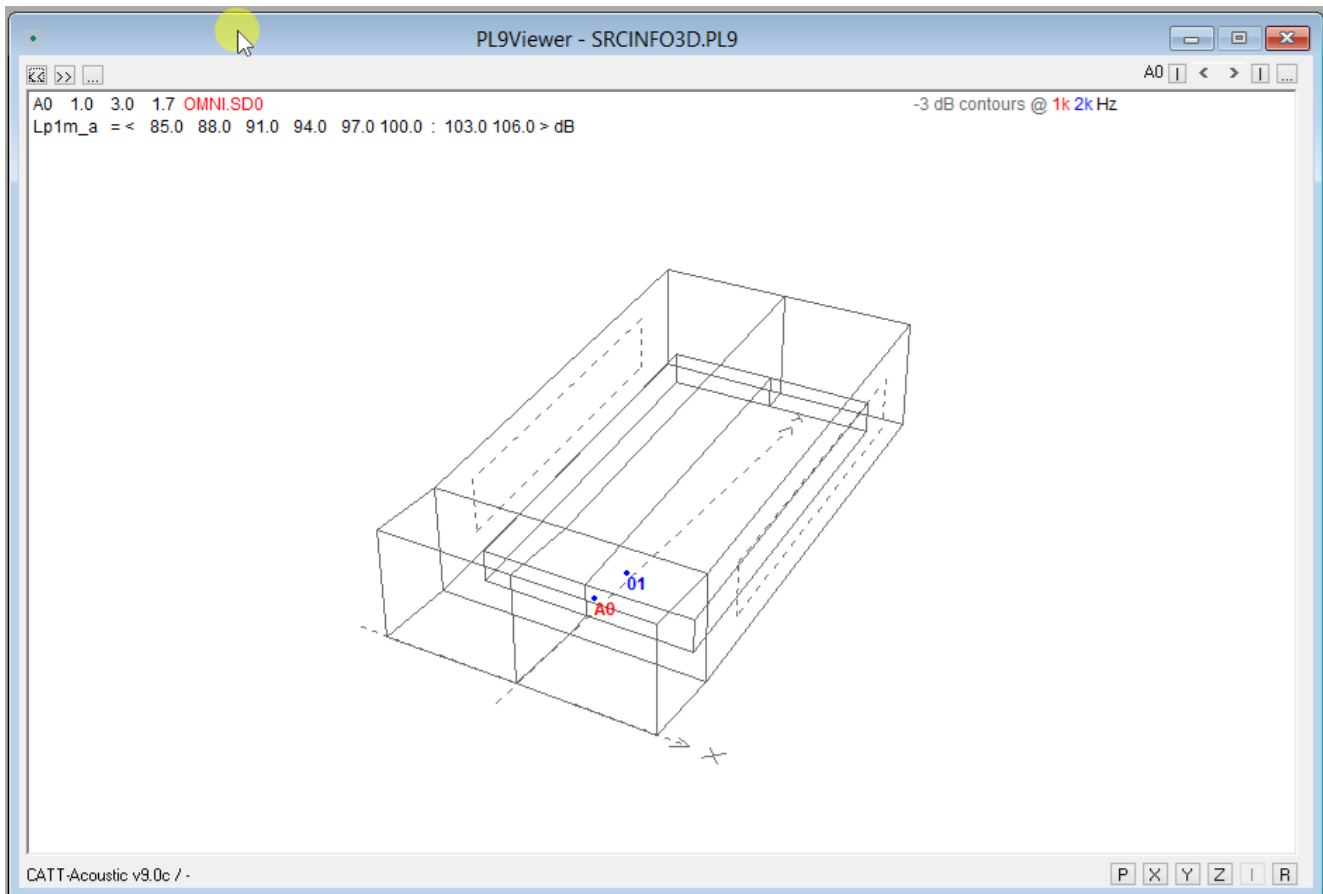 PL9Viewer - SRCINFO3D.PL9
<< >> ... A0 | < > | ...
A0 1.0 3.0 1.7 OMNI.SD0 -3 dB contours @ 1k 2k Hz
Lp1m_a = < 85.0 88.0 91.0 94.0 97.0 100.0 : 103.0 106.0 > dB
Y
01
A0
X
CATT-Acoustic v9.0c / - P X Y Z I R